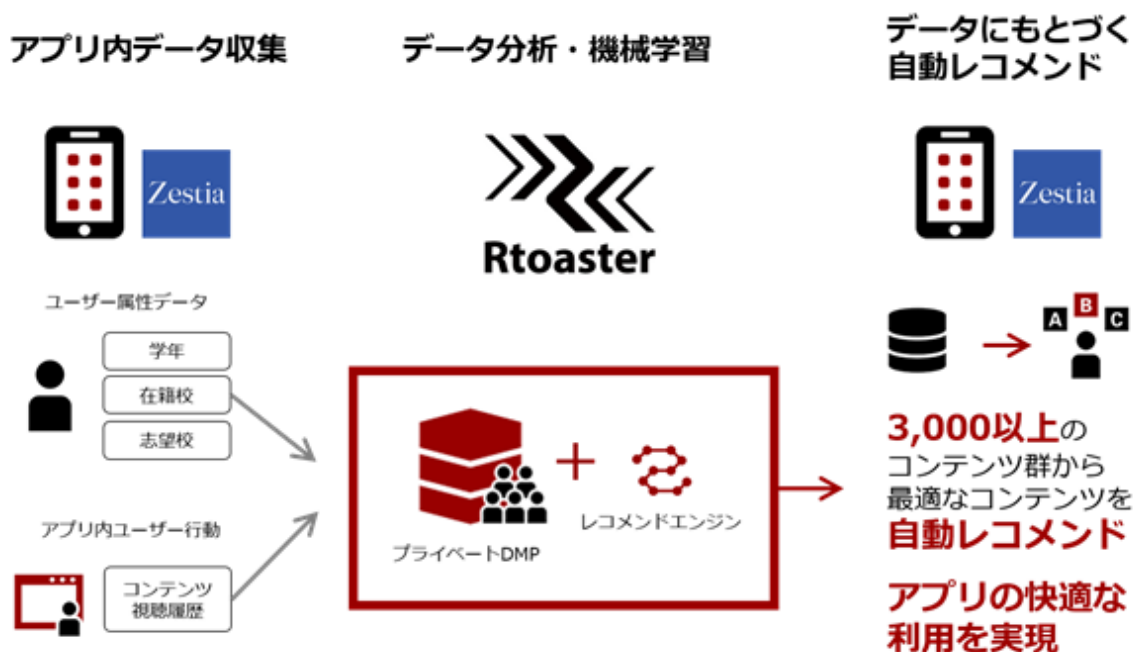 アプリ内データ収集
データ分析・機械学習
データにもとづく
自動レコメンド
Zestia
Rtoaster
Zestia
ユーザー属性データ
学年
在籍校
志望校
アプリ内ユーザー行動
コンテンツ
視聴履歴
プライベートDMP
レコメンドエンジン
A
B
C
3,000以上の
コンテンツ群から
最適なコンテンツを
自動レコメンド
アプリの快適な
利用を実現